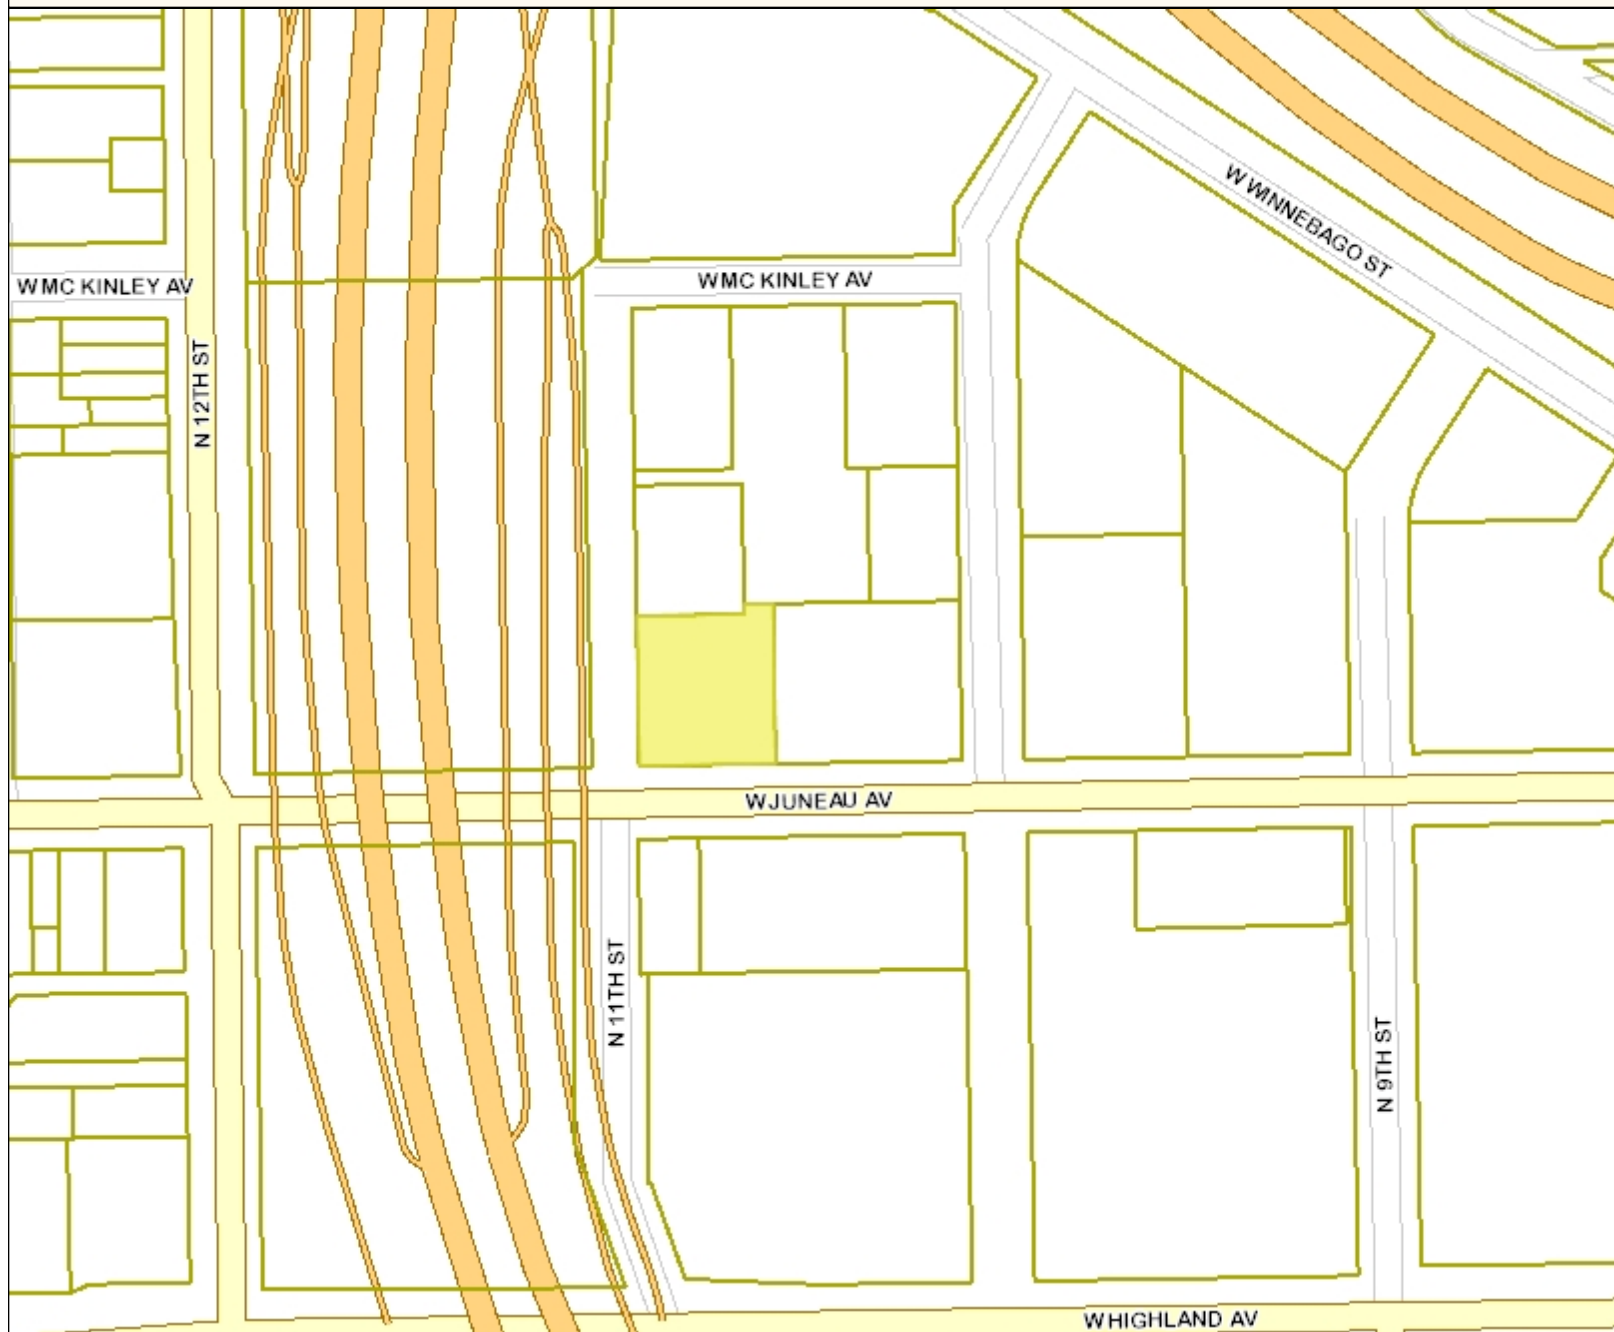 W WINNEBAGO ST
W MC KINLEY AV
W MC KINLEY AV
N 12TH ST
W JUNEAU AV
N 11TH ST
N 9TH ST
W HIGHLAND AV